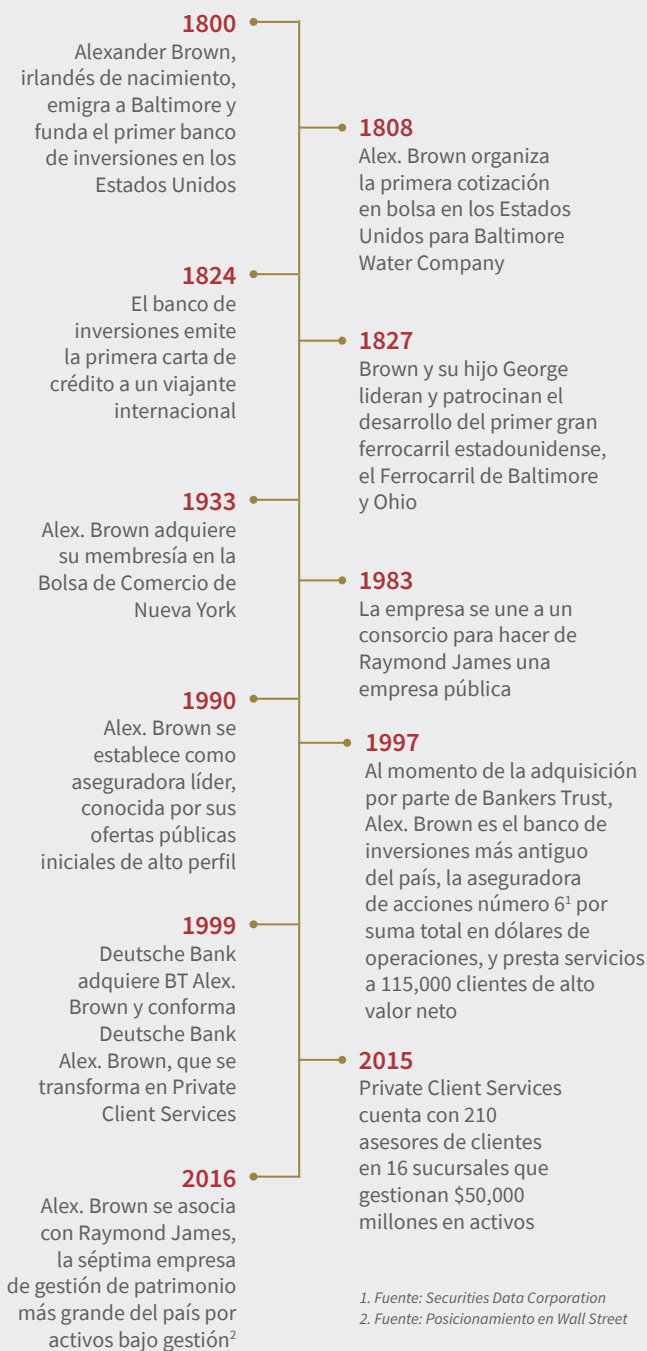 1800
Alexander Brown,
irlandés de nacimiento,
emigra a Baltimore y
funda el primer banco
de inversiones en los
Estados Unidos
1808
Alex. Brown organiza
la primera cotización
en bolsa en los Estados
Unidos para Baltimore
Water Company
1824
El banco de
inversiones emite
la primera carta de
crédito a un viajante
internacional
1827
Brown y su hijo George
lideran y patrocinan el
desarrollo del primer gran
ferrocarril estadounidense,
el Ferrocarril de Baltimore
y Ohio
1933
Alex. Brown adquiere
su membresía en la
Bolsa de Comercio de
Nueva York
1983
La empresa se une a un
consorcio para hacer de
Raymond James una
empresa pública
1990
Alex. Brown se
establece como
aseguradora líder,
conocida por sus
ofertas públicas
iniciales de alto perfil
1997
Al momento de la adquisición
por parte de Bankers Trust,
Alex. Brown es el banco de
inversiones más antiguo
del país, la aseguradora
de acciones número 6¹ por
suma total en dólares de
operaciones, y presta servicios
a 115,000 clientes de alto
valor neto
1999
Deutsche Bank
adquiere BT Alex.
Brown y conforma
Deutsche Bank
Alex. Brown, que se
transforma en Private
Client Services
2015
Private Client Services
cuenta con 210
asesores de clientes
en 16 sucursales que
gestionan $50,000
millones en activos
2016
Alex. Brown se asocia
con Raymond James,
la séptima empresa
de gestión de patrimonio
más grande del país por
activos bajo gestión²
1. Fuente: Securities Data Corporation
2. Fuente: Posicionamiento en Wall Street